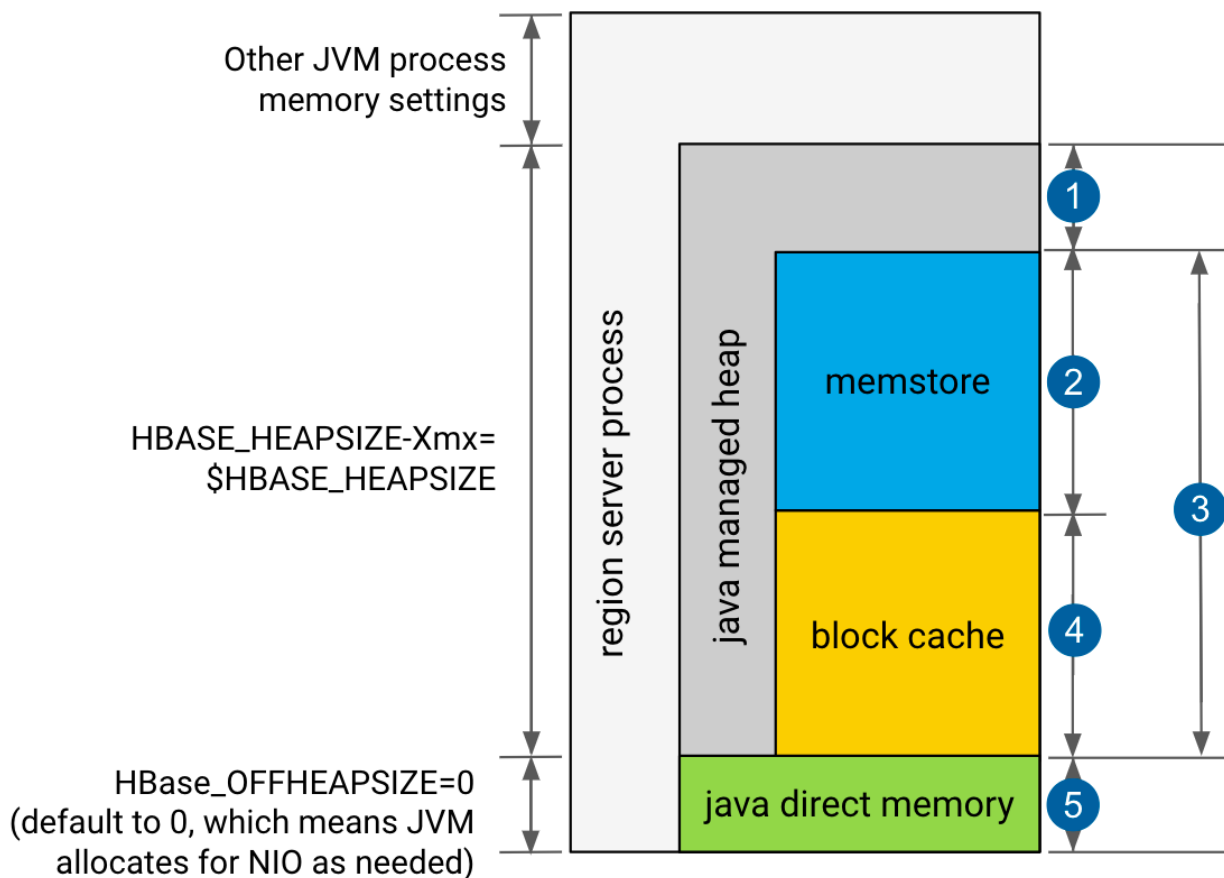 Other JVM process
memory settings
HBASE_HEAPSIZE-Xmx=
$HBASE_HEAPSIZE
HBase_OFFHEAPSIZE=0
(default to 0, which means JVM
allocates for NIO as needed)
region server process
java managed heap
memstore
block cache
java direct memory
1
2
3
4
5